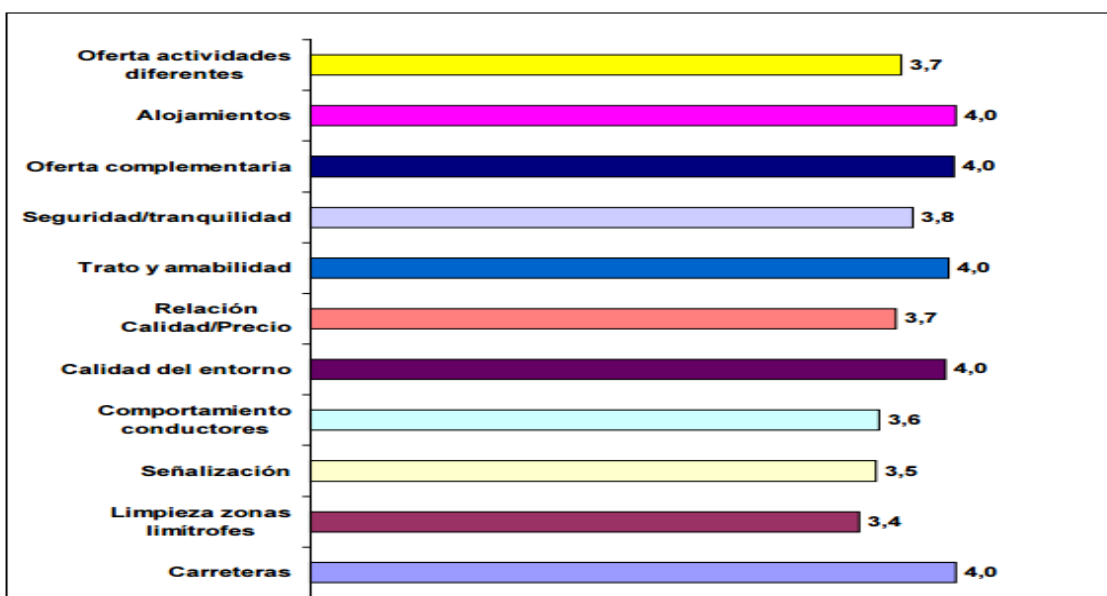 Oferta actividades
diferentes
3,7
Alojamientos
4,0
Oferta complementaria
4,0
Seguridad/tranquilidad
3,8
Trato y amabilidad
4,0
Relación
Calidad/Precio
3,7
Calidad del entorno
4,0
Comportamiento
conductores
3,6
Señalización
3,5
Limpieza zonas
limítrofes
3,4
Carreteras
4,0